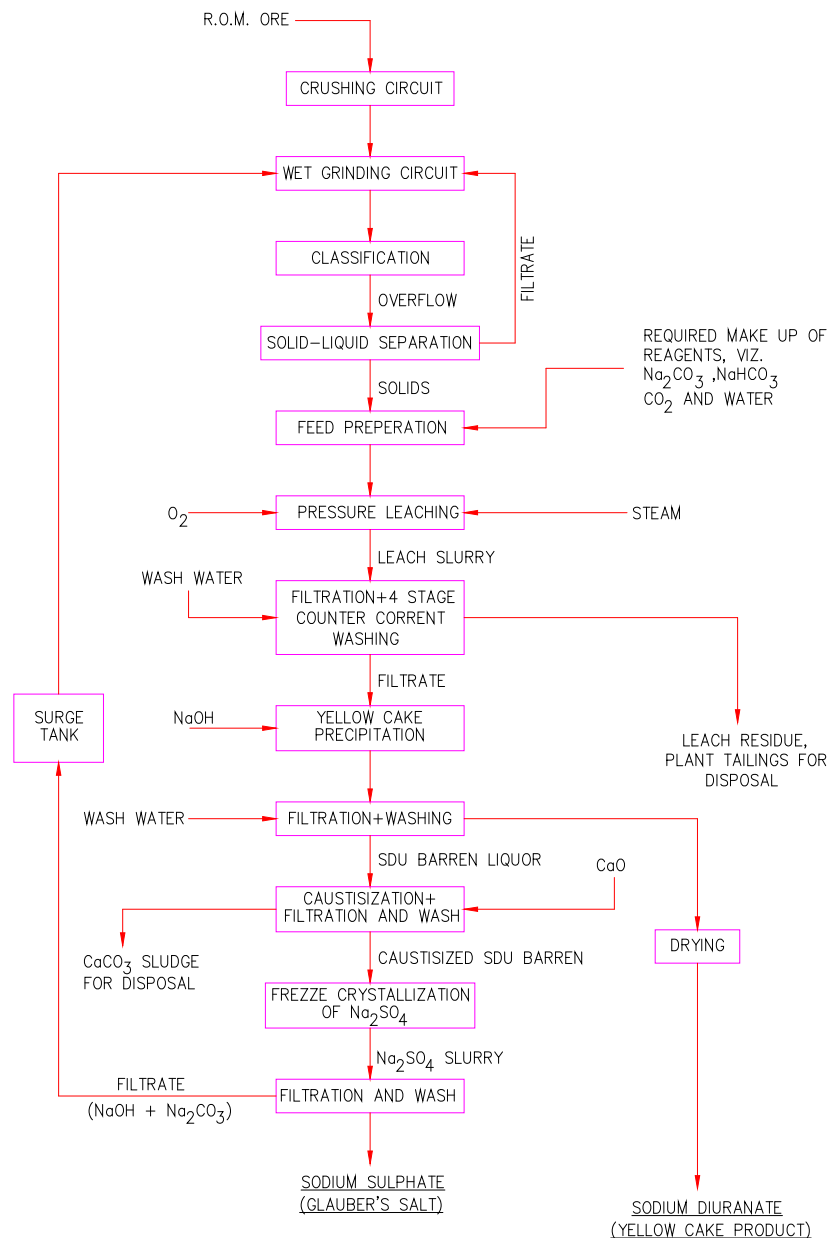 R.O.M. ORE
CRUSHING CIRCUIT
WET GRINDING CIRCUIT
CLASSIFICATION
OVERFLOW
FILTRATE
SOLID-LIQUID SEPARATION
REQUIRED MAKE UP OF
REAGENTS, VIZ.
Na2CO3 ,NaHCO3
CO2 AND WATER
SOLIDS
FEED PREPERATION
O2
PRESSURE LEACHING
STEAM
LEACH SLURRY
WASH WATER
FILTRATION+4 STAGE
COUNTER CORRENT
WASHING
FILTRATE
SURGE
TANK
NaOH
YELLOW CAKE
PRECIPITATION
LEACH RESIDUE,
PLANT TAILINGS FOR
DISPOSAL
WASH WATER
FILTRATION+WASHING
SDU BARREN LIQUOR
CaO
CAUSTISIZATION+
FILTRATION AND WASH
CaCO3 SLUDGE
FOR DISPOSAL
CAUSTISIZED SDU BARREN
DRYING
FREZZE CRYSTALLIZATION
OF Na2SO4
Na2SO4 SLURRY
FILTRATE
(NaOH + Na2CO3)
FILTRATION AND WASH
SODIUM SULPHATE
(GLAUBER'S SALT)
SODIUM DIURANATE
(YELLOW CAKE PRODUCT)